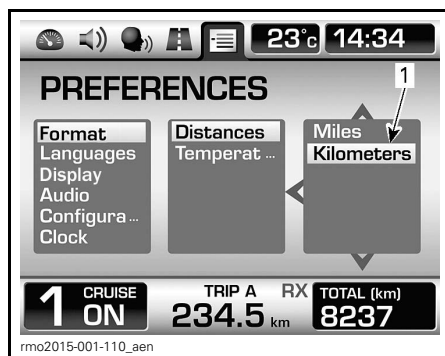 23°c 14:34
PREFERENCES
1
Format
Languages
Display
Audio
Configura ...
Clock
Distances
Temperat ...
Miles
Kilometers
1 CRUISE ON
TRIP A RX
234.5 km
TOTAL (km)
8237
rmo2015-001-110_aen